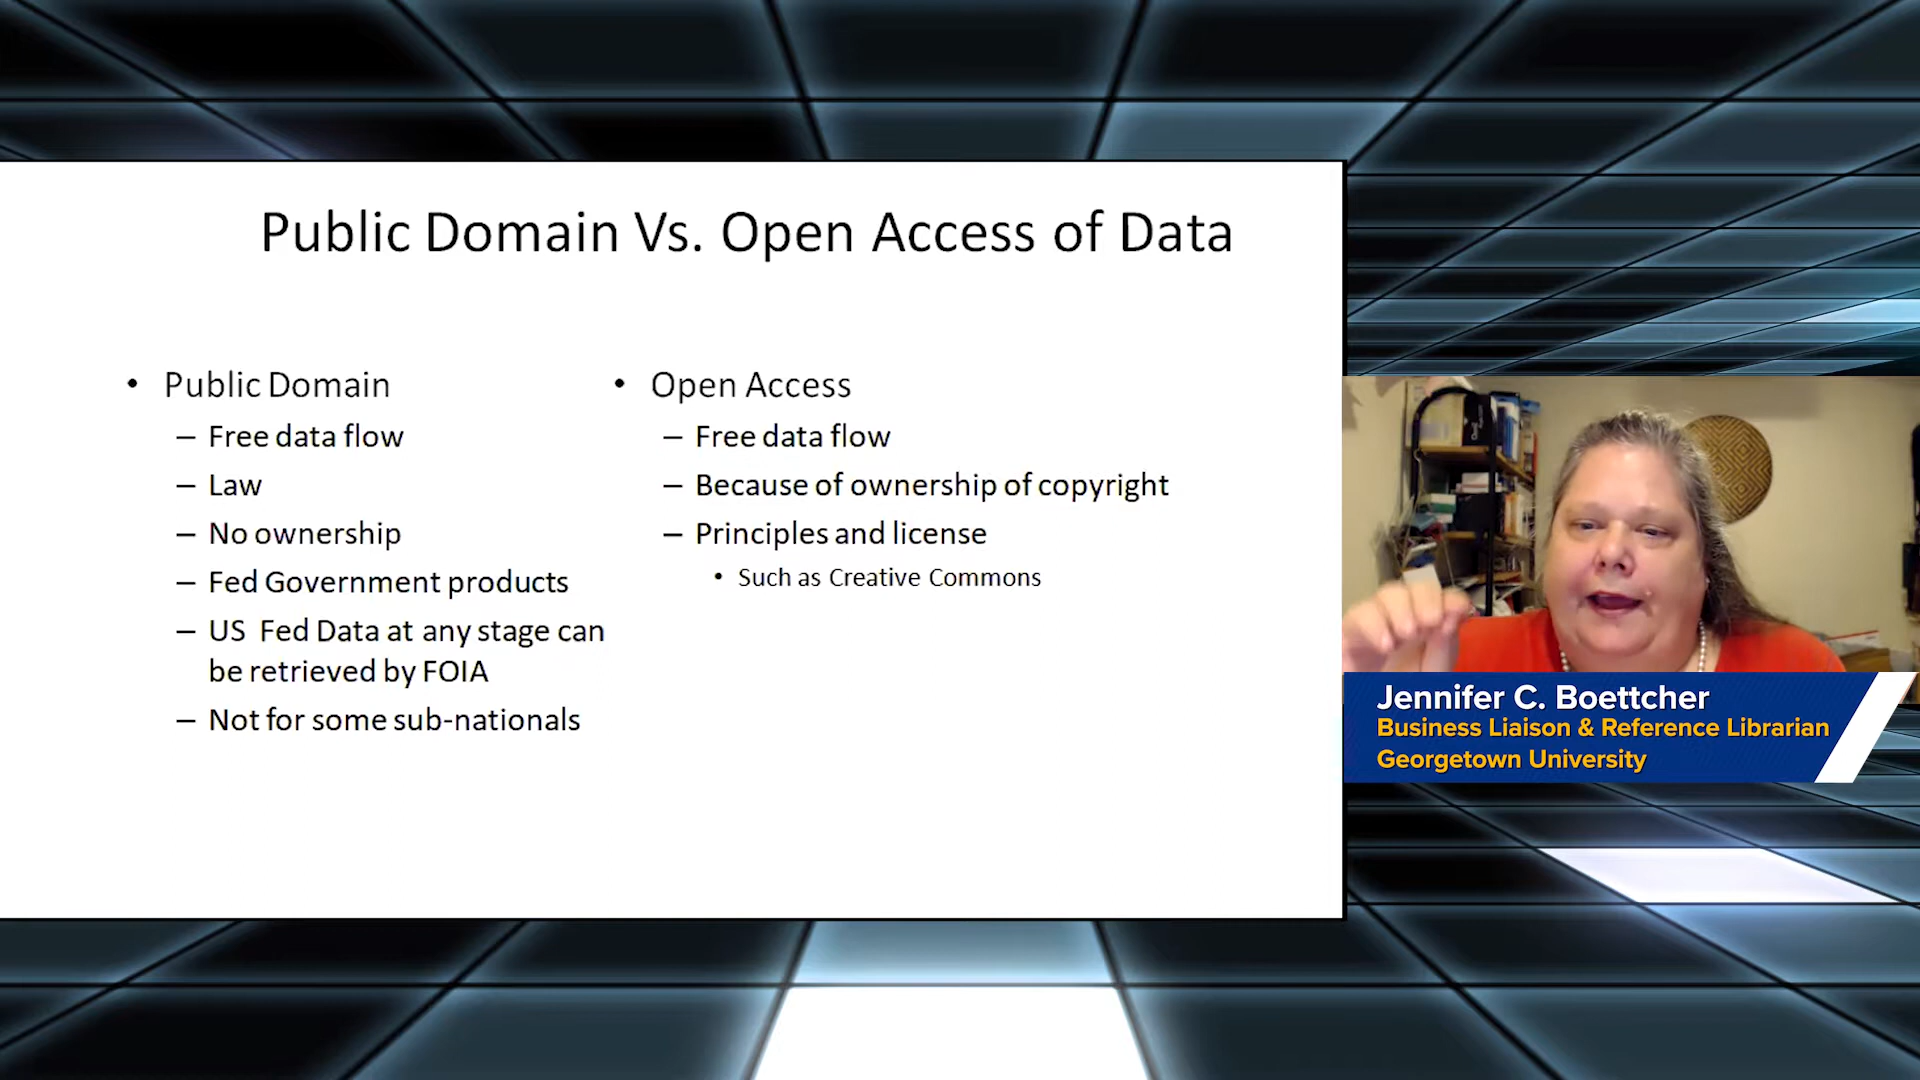 Public Domain Vs. Open Access of Data
• Public Domain
– Free data flow
– Law
– No ownership
– Fed Government products
– US Fed Data at any stage can
be retrieved by FOIA
– Not for some sub-nationals
• Open Access
– Free data flow
– Because of ownership of copyright
– Principles and license
• Such as Creative Commons
Jennifer C. Boettcher
Business Liaison & Reference Librarian
Georgetown University